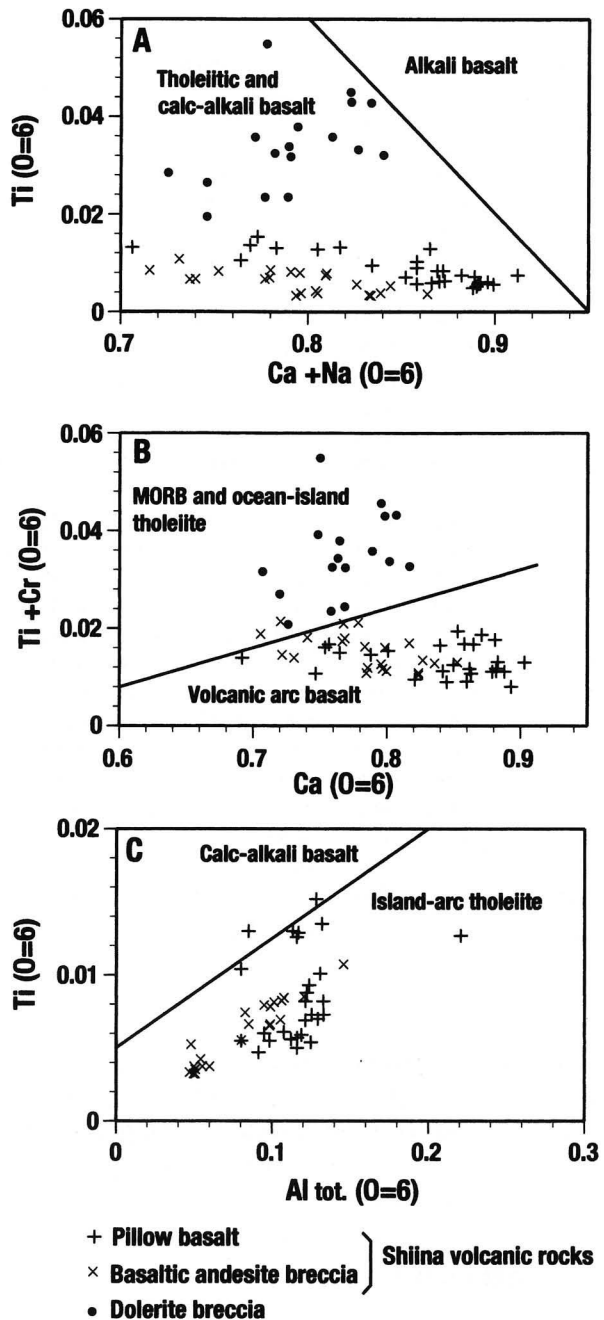 0.06
A
Tholeiitic and
calc-alkali basalt
Alkali basalt
0.04
Ti (O=6)
0.02
0
0.7
0.8
0.9
Ca +Na (O=6)
0.06
B
MORB and ocean-island
tholeiite
0.04
Ti +Cr (O=6)
0.02
Volcanic arc basalt
0
0.6
0.7
0.8
0.9
Ca (O=6)
0.02
C
Calc-alkali basalt
Island-arc tholeiite
Ti (O=6)
0.01
0
0
0.1
0.2
0.3
Al tot. (O=6)
+ Pillow basalt
× Basaltic andesite breccia
Shiina volcanic rocks
● Dolerite breccia